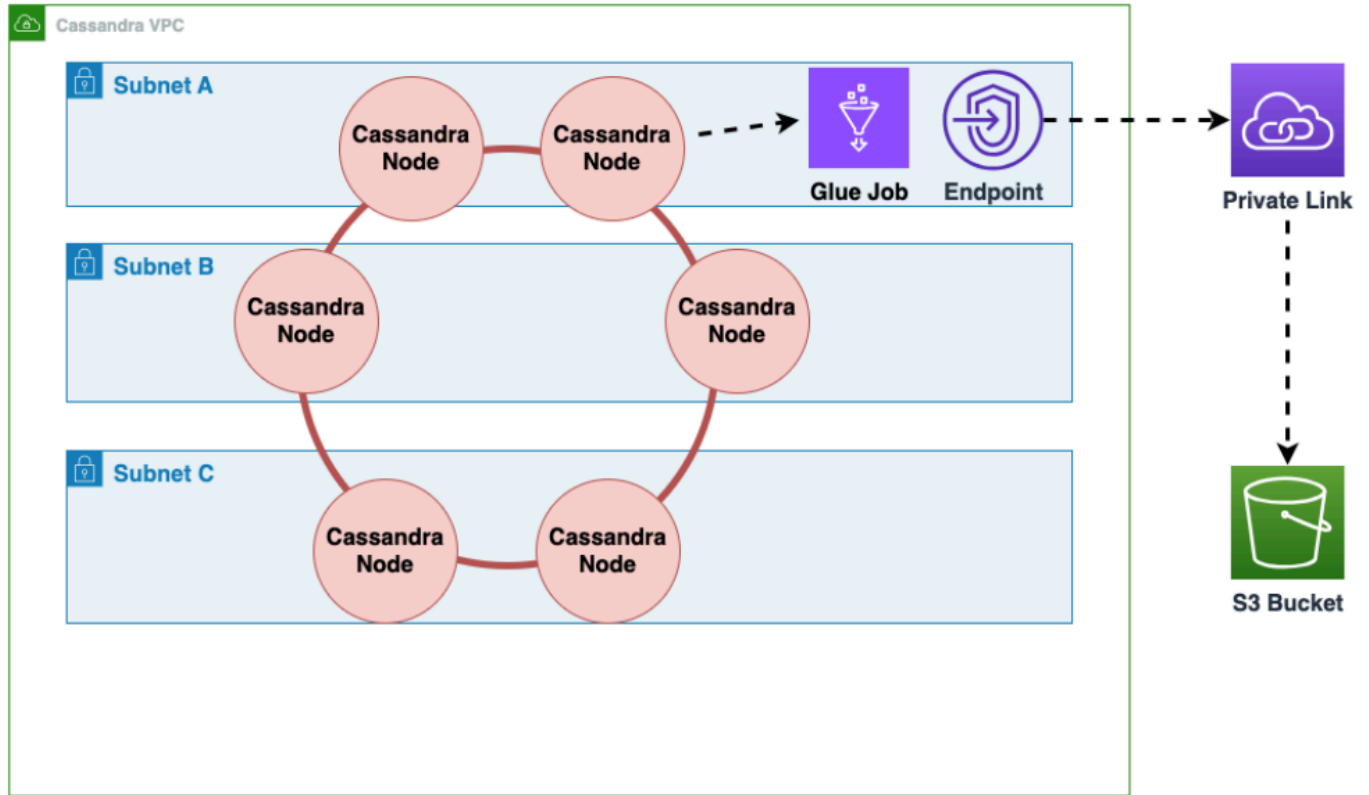 Cassandra VPC
Subnet A
Cassandra
Node
Cassandra
Node
Glue Job
Endpoint
Private Link
Subnet B
Cassandra
Node
Cassandra
Node
Subnet C
Cassandra
Node
Cassandra
Node
S3 Bucket